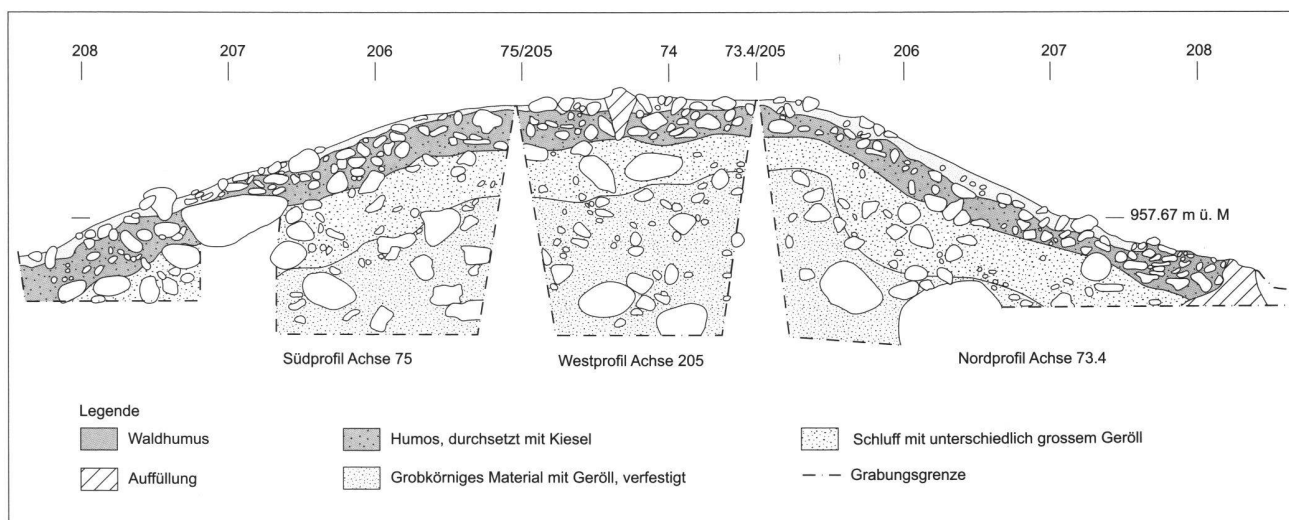 208 207 206 75/205 74 73.4/205 206 207 208
957.67 m ü. M
Südprofil Achse 75 Westprofil Achse 205 Nordprofil Achse 73.4
Legende
Waldhumus Humos, durchsetzt mit Kiesel Schluff mit unterschiedlich grossem Geröll
Auffüllung Grobkörniges Material mit Geröll, verfestigt Grabungsgrenze